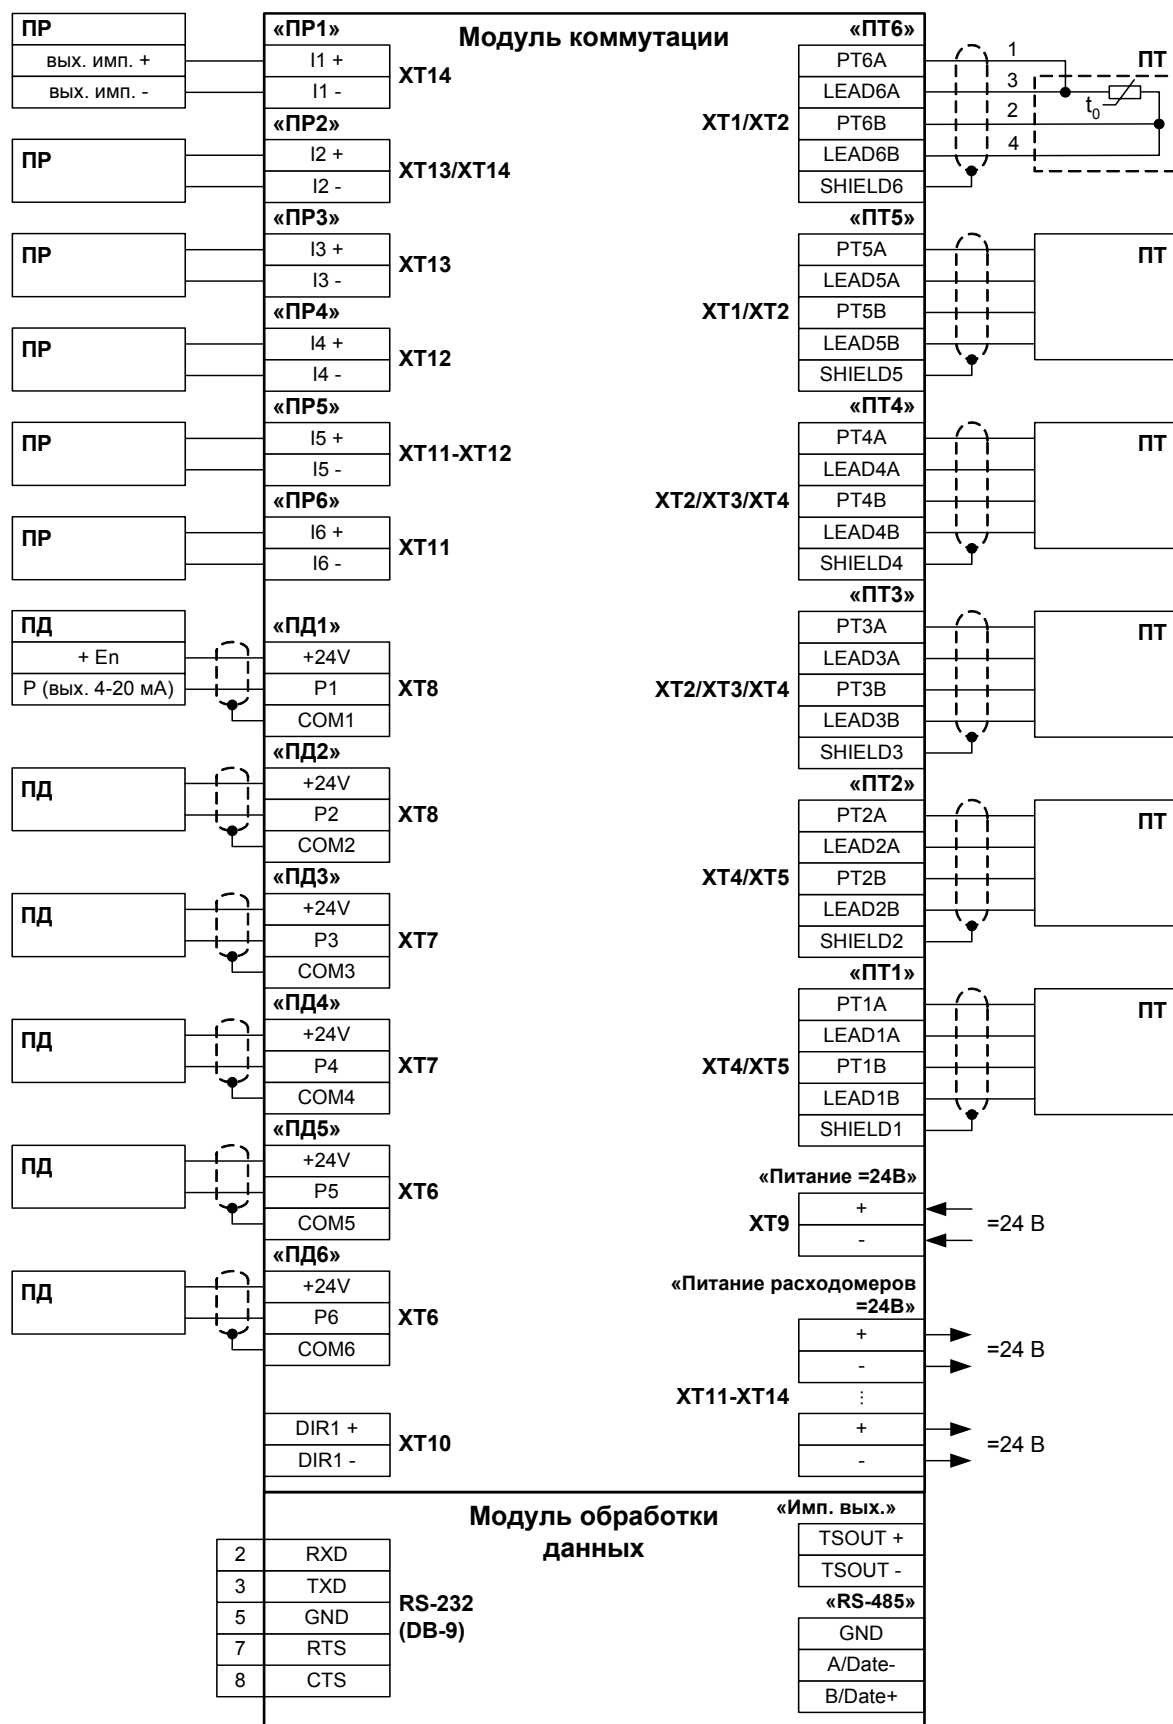 Модуль коммутации
ПР
вых. имп. +
вых. имп. -
«ПР1»
I1 +
I1 -
XT14
ПР
«ПР2»
I2 +
I2 -
XT13/XT14
ПР
«ПР3»
I3 +
I3 -
XT13
ПР
«ПР4»
I4 +
I4 -
XT12
ПР
«ПР5»
I5 +
I5 -
XT11-XT12
ПР
«ПР6»
I6 +
I6 -
XT11
ПД
+ En
P (вых. 4-20 мА)
«ПД1»
+24V
P1
COM1
XT8
ПД
«ПД2»
+24V
P2
COM2
XT8
ПД
«ПД3»
+24V
P3
COM3
XT7
ПД
«ПД4»
+24V
P4
COM4
XT7
ПД
«ПД5»
+24V
P5
COM5
XT6
ПД
«ПД6»
+24V
P6
COM6
XT6
DIR1 +
DIR1 -
XT10
«ПТ6»
PT6A
LEAD6A
PT6B
LEAD6B
SHIELD6
XT1/XT2
1
3
2
4
t0
ПТ
«ПТ5»
PT5A
LEAD5A
PT5B
LEAD5B
SHIELD5
XT1/XT2
ПТ
«ПТ4»
PT4A
LEAD4A
PT4B
LEAD4B
SHIELD4
XT2/XT3/XT4
ПТ
«ПТ3»
PT3A
LEAD3A
PT3B
LEAD3B
SHIELD3
XT2/XT3/XT4
ПТ
«ПТ2»
PT2A
LEAD2A
PT2B
LEAD2B
SHIELD2
XT4/XT5
ПТ
«ПТ1»
PT1A
LEAD1A
PT1B
LEAD1B
SHIELD1
XT4/XT5
ПТ
«Питание =24В»
XT9
+
-
=24 В
«Питание расходомеров
=24В»
+
-
=24 В
XT11-XT14
⋮
+
-
=24 В
Модуль обработки
данных
2 RXD
3 TXD
5 GND
7 RTS
8 CTS
RS-232
(DB-9)
«Имп. вых.»
TSOUT +
TSOUT -
«RS-485»
GND
A/Date-
B/Date+